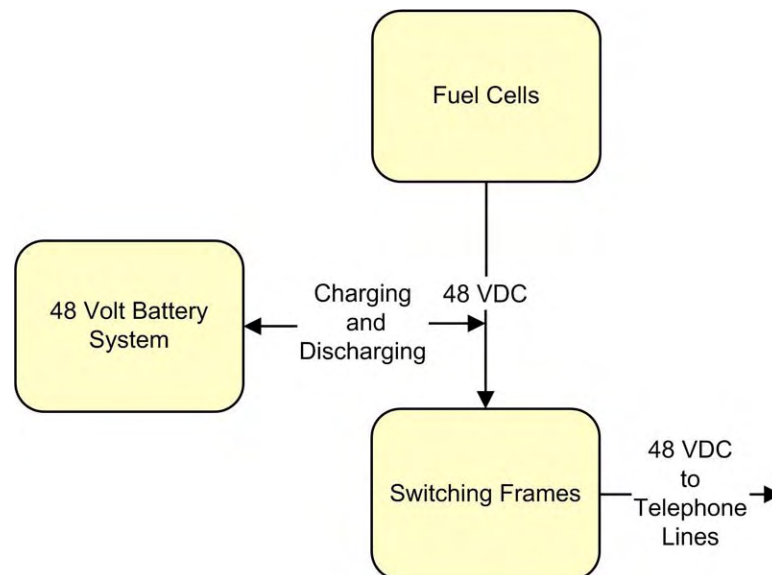 Fuel Cells
48 Volt Battery
System
Charging
and
Discharging
48 VDC
Switching Frames
48 VDC
to
Telephone
Lines